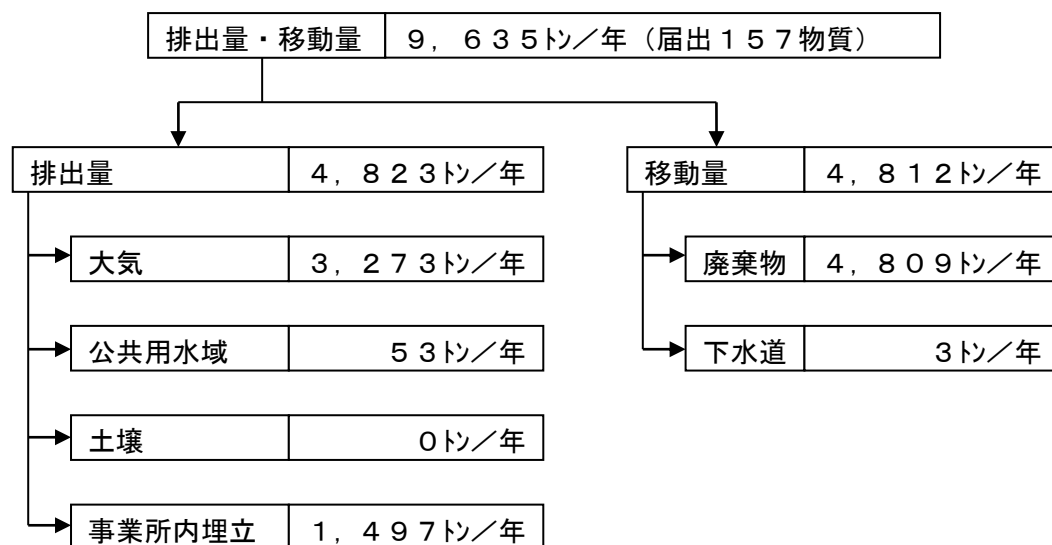 排出量・移動量 9,635㌧/年(届出157物質)
排出量 4,823㌧/年
移動量 4,812㌧/年
大気 3,273㌧/年
廃棄物 4,809㌧/年
公共用水域 53㌧/年
下水道 3㌧/年
土壌 0㌧/年
事業所内埋立 1,497㌧/年